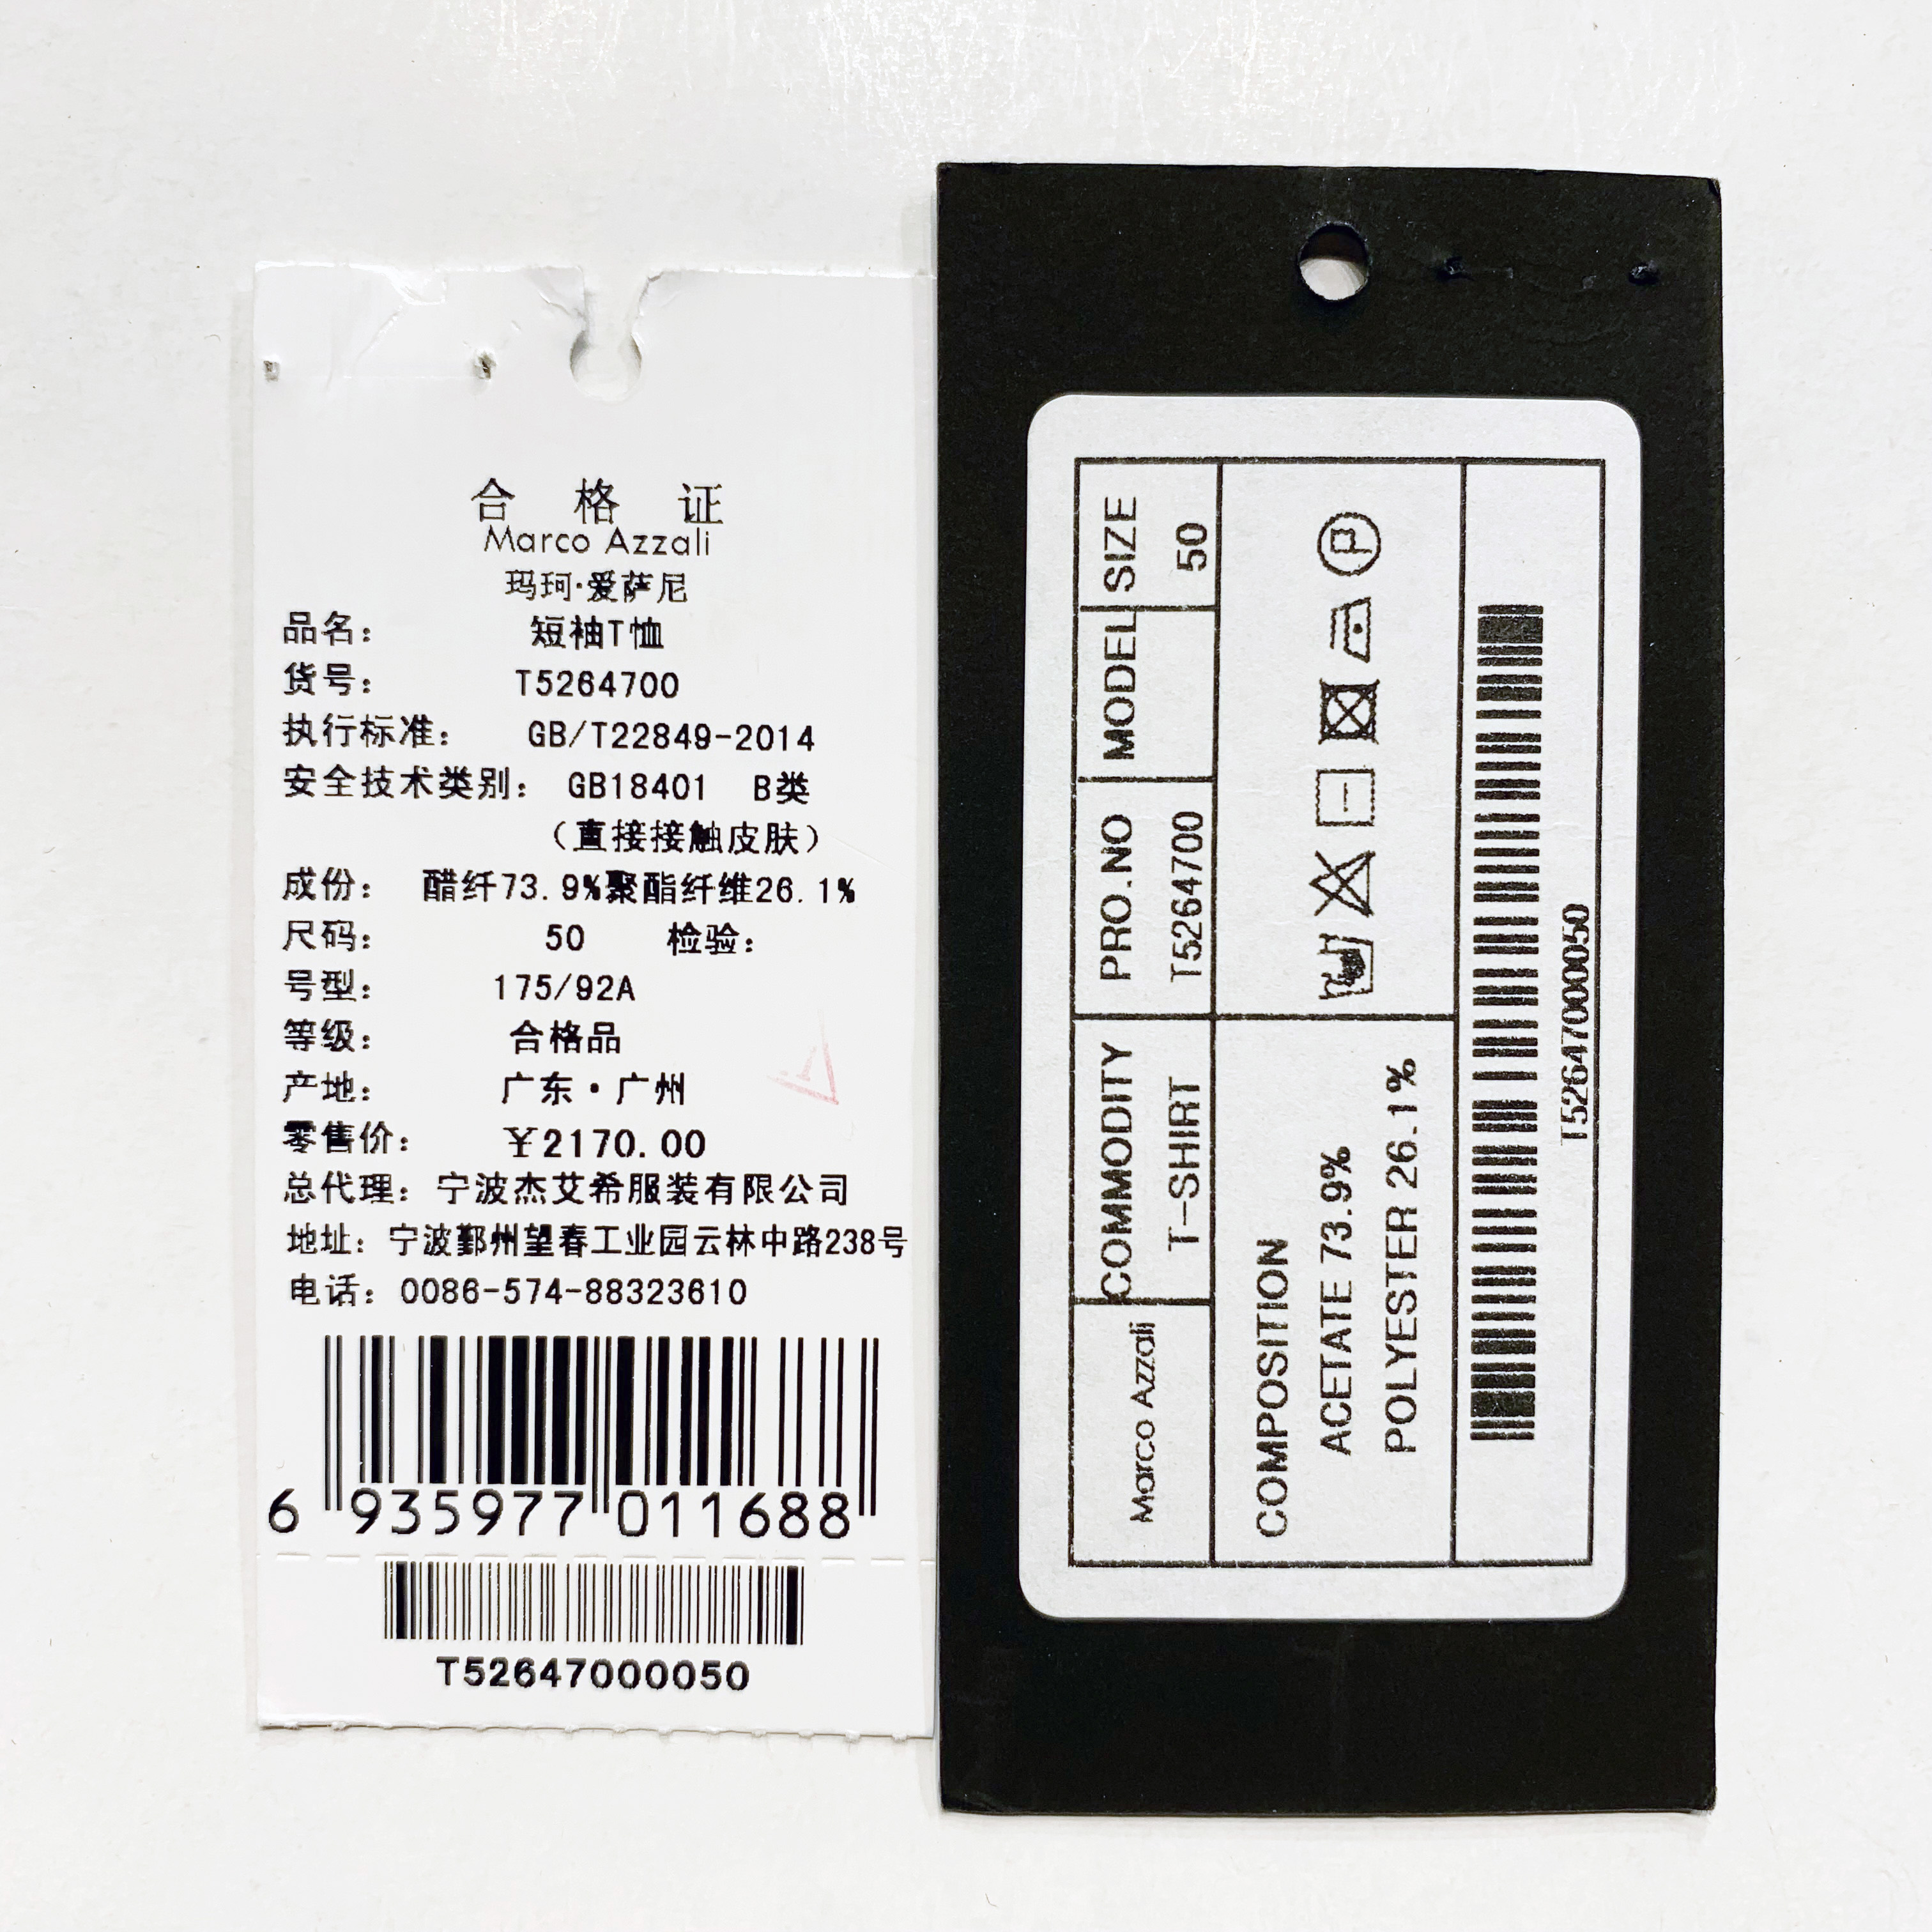 合 格 证
Marco Azzali
玛珂·爱萨尼
品名: 短袖T恤
货号: T5264700
执行标准: GB/T22849-2014
安全技术类别: GB18401 B类
(直接接触皮肤)
成份: 醋纤73.9%聚酯纤维26.1%
尺码: 50 检验:
号型: 175/92A
等级: 合格品
产地: 广东·广州
零售价: ¥2170.00
总代理: 宁波杰艾希服装有限公司
地址: 宁波鄞州望春工业园云林中路238号
电话: 0086-574-88323610
6 935977 011688
T52647000050
Marco Azzali
COMMODITY
T-SHIRT
PRO.NO
T5264700
MODEL
SIZE
50
COMPOSITION
ACETATE 73.9%
POLYESTER 26.1%
P
T52647000050